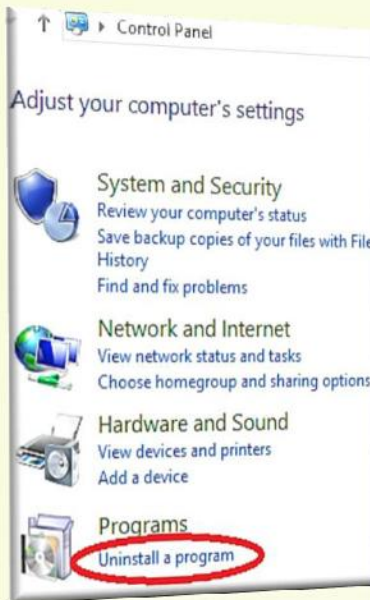 Control Panel
Adjust your computer's settings
System and Security
Review your computer's status
Save backup copies of your files with File
History
Find and fix problems
Network and Internet
View network status and tasks
Choose homegroup and sharing options
Hardware and Sound
View devices and printers
Add a device
Programs
Uninstall a program